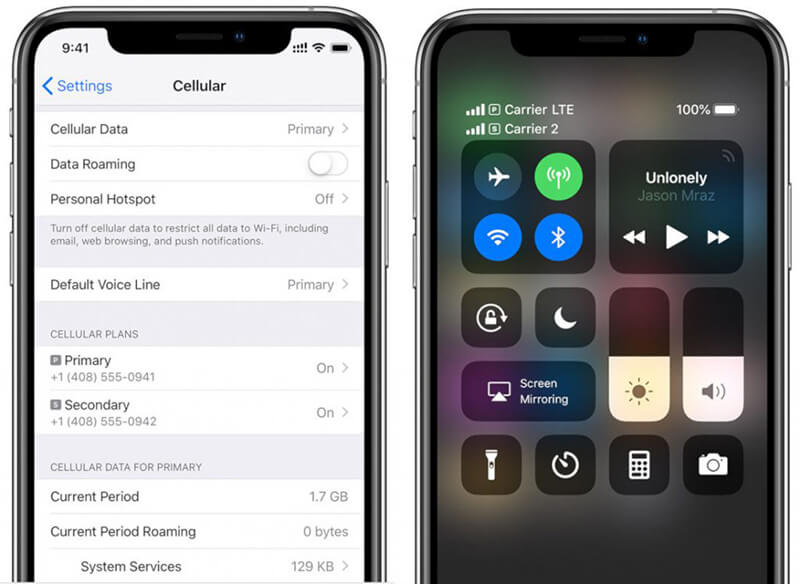 9:41
Settings
Cellular
Cellular Data Primary
Data Roaming
Personal Hotspot Off
Turn off cellular data to restrict all data to Wi-Fi, including
email, web browsing, and push notifications.
Default Voice Line Primary
CELLULAR PLANS
P Primary On
+1 (408) 555-0941
S Secondary On
+1 (408) 555-0942
CELLULAR DATA FOR PRIMARY
Current Period 1.7 GB
Current Period Roaming 0 bytes
System Services 129 KB
P Carrier LTE 100%
S Carrier 2
Unlonely
Jason Mraz
Screen
Mirroring